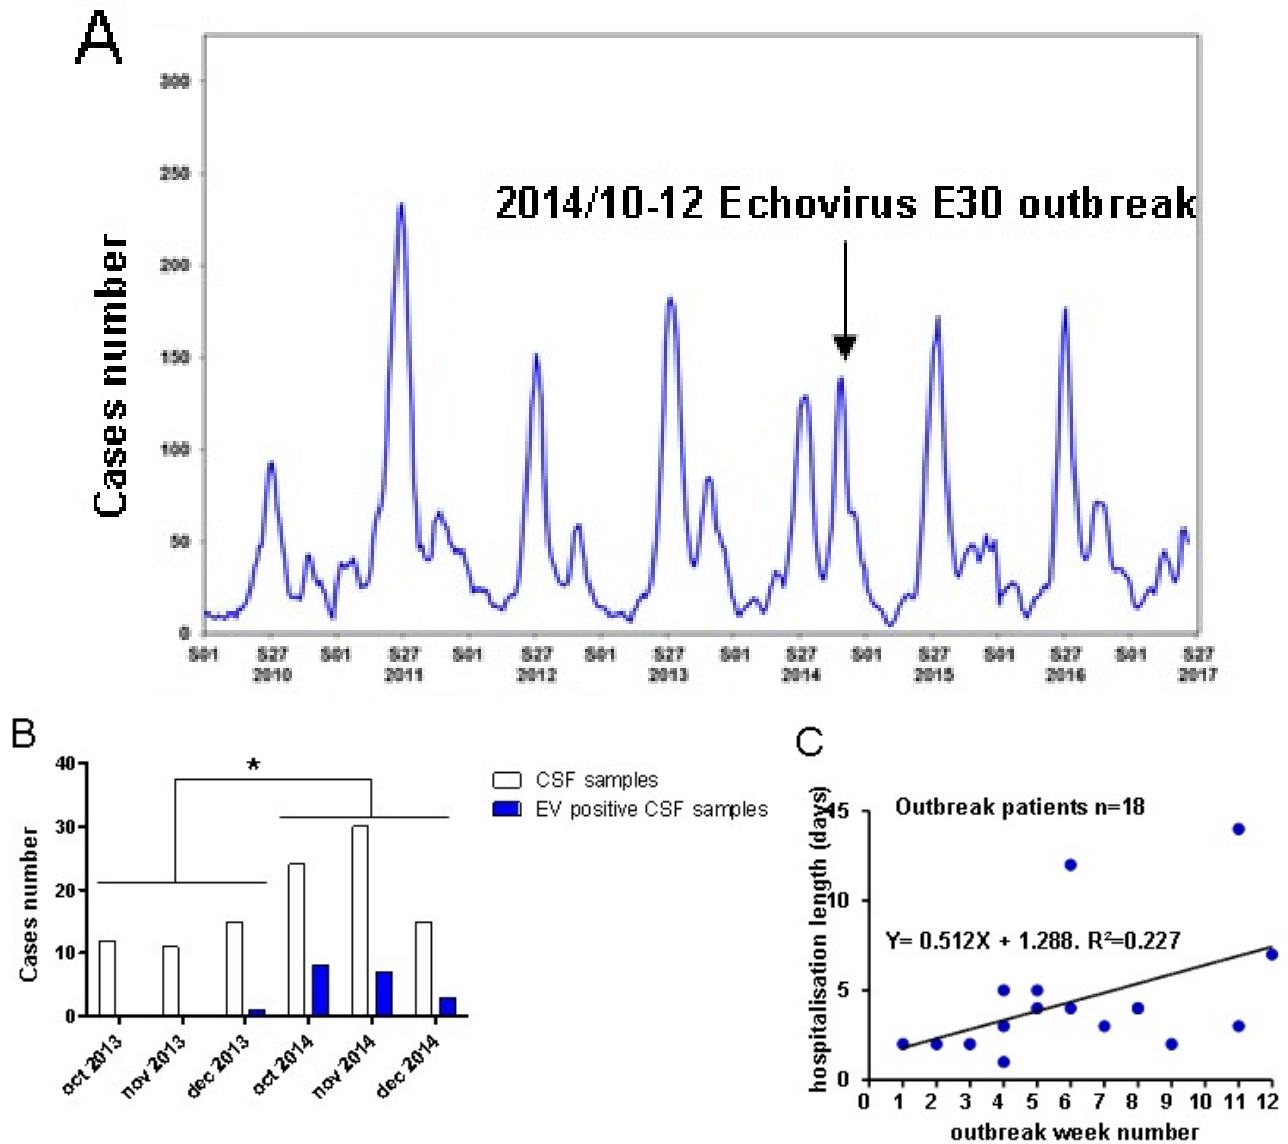 A
300
250
200
150
100
50
0
Cases number
2014/10-12 Echovirus E30 outbreak
S01 S27 S01 S27 S01 S27 S01 S27 S01 S27 S01 S27 S01 S27 S01 S27
2010 2011 2012 2013 2014 2015 2016 2017
B
40
30
20
10
0
Cases number
*
CSF samples
EV positive CSF samples
oct 2013
nov 2013
dec 2013
oct 2014
nov 2014
dec 2014
C
15
10
5
0
hospitalisation length (days)
Outbreak patients n=18
Y= 0.512X + 1.288. R²=0.227
0 1 2 3 4 5 6 7 8 9 10 11 12
outbreak week number